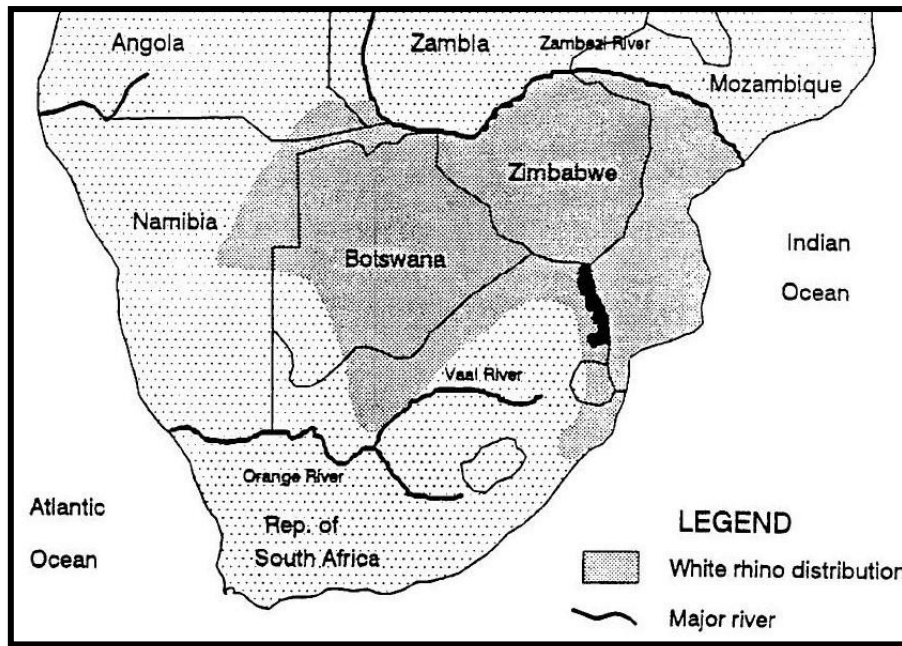 Angola
Zambia
Zambezi River
Mozambique
Zimbabwe
Namibia
Botswana
Indian
Ocean
Vaal River
Orange River
Atlantic
Ocean
Rep. of
South Africa
LEGEND
White rhino distribution
Major river